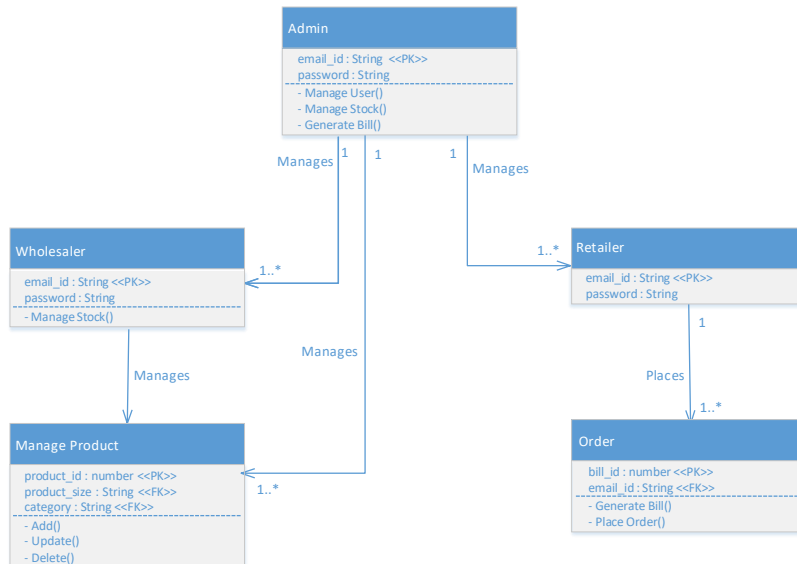 Admin
email_id : String <<PK>>
password : String
- Manage User()
- Manage Stock()
- Generate Bill()
1
1
1
Manages
Manages
Wholesaler
email_id : String <<PK>>
password : String
- Manage Stock()
1..*
1..*
Retailer
email_id : String <<PK>>
password : String
1
Manages
Manages
Places
1..*
Manage Product
product_id : number <<PK>>
product_size : String <<FK>>
category : String <<FK>>
- Add()
- Update()
- Delete()
1..*
Order
bill_id : number <<PK>>
email_id : String <<FK>>
- Generate Bill()
- Place Order()